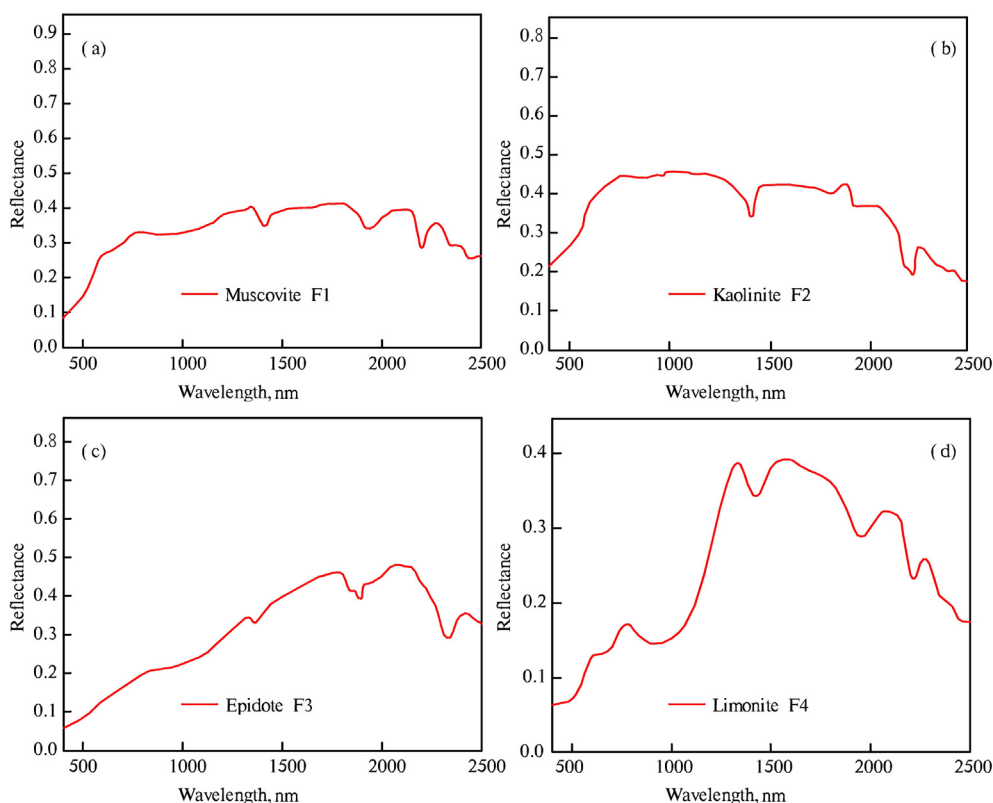 ( a)
0.9
0.8
0.7
0.6
0.5
0.4
0.3
0.2
0.1
0.0
Reflectance
Muscovite F1
500 1000 1500 2000 2500
Wavelength, nm
( b)
0.8
0.7
0.6
0.5
0.4
0.3
0.2
0.1
0.0
Reflectance
Kaolinite F2
500 1000 1500 2000 2500
Wavelength, nm
( c)
0.8
0.7
0.6
0.5
0.4
0.3
0.2
0.1
0.0
Reflectance
Epidote F3
500 1000 1500 2000 2500
Wavelength, nm
( d)
0.4
0.3
0.2
0.1
0.0
Reflectance
Limonite F4
500 1000 1500 2000 2500
Wavelength, nm